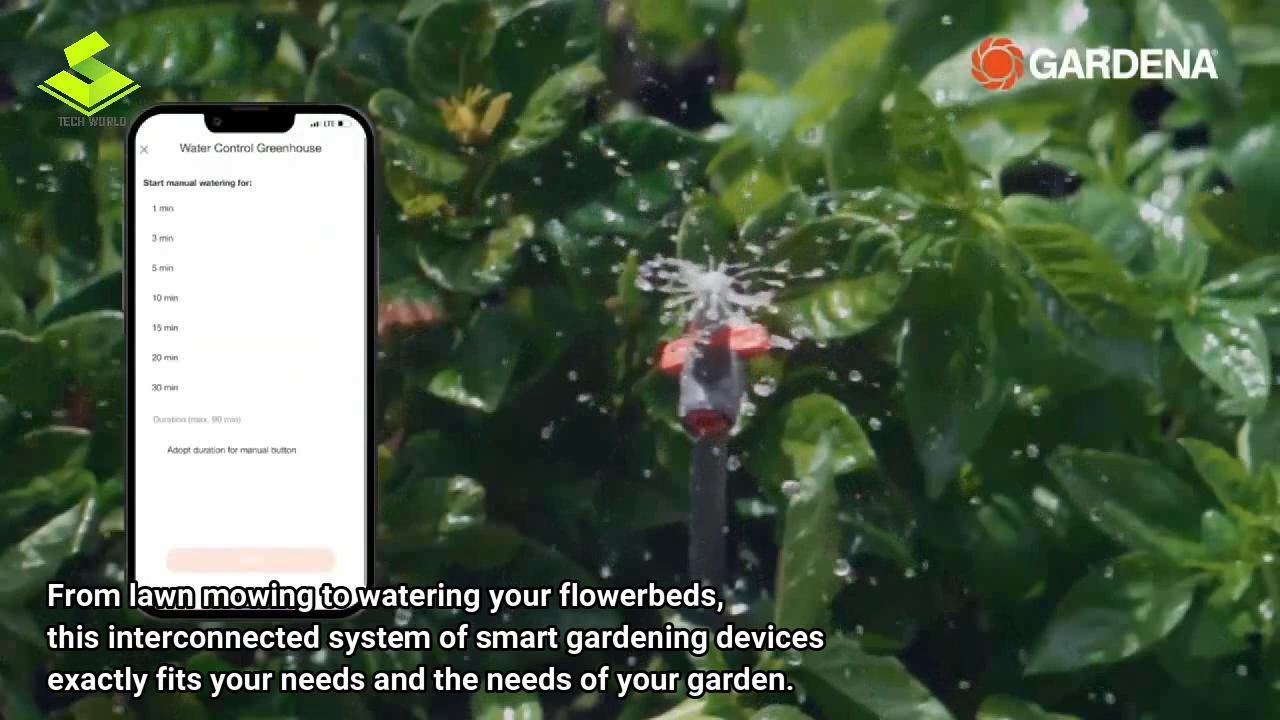 GARDENA
TECH WORLD
LTE
Water Control Greenhouse
Start manual watering for:
1 min
3 min
5 min
10 min
15 min
20 min
30 min
Duration (max. 90 min)
Adopt duration for manual button
From lawn mowing to watering your flowerbeds,
this interconnected system of smart gardening devices
exactly fits your needs and the needs of your garden.